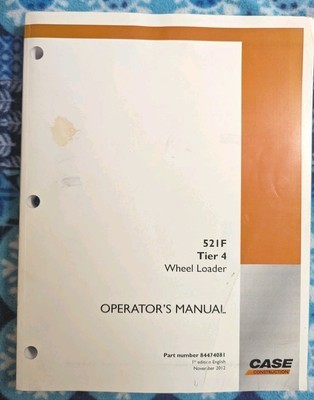 521F
Tier 4
Wheel Loader
OPERATOR'S MANUAL
Part number 84474081
1st edition English
November 2012
CASE
CONSTRUCTION